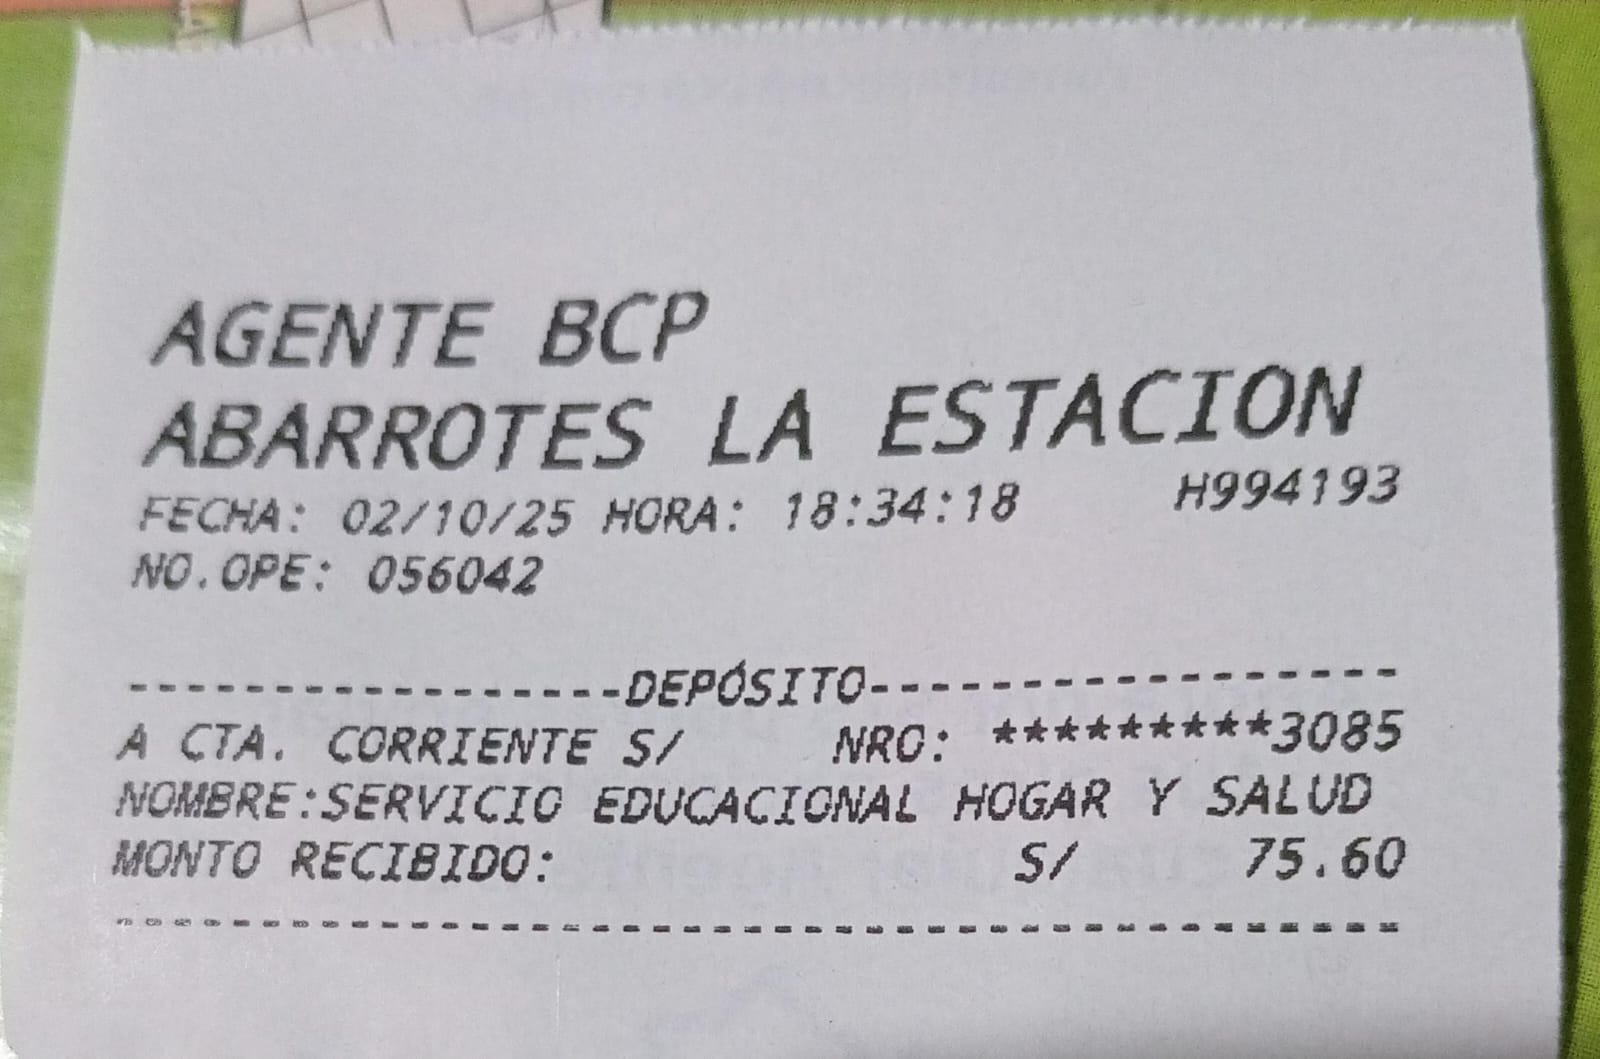 AGENTE BCP
ABARROTES LA ESTACION
FECHA: 02/10/25 HORA: 18:34:18 H994193
NO.OPE: 056042
-----------------DEPÓSITO-----------------
A CTA. CORRIENTE S/ NRO: *********3085
NOMBRE:SERVICIO EDUCACIONAL HOGAR Y SALUD
MONTO RECIBIDO: S/ 75.60
--------------------------------------------